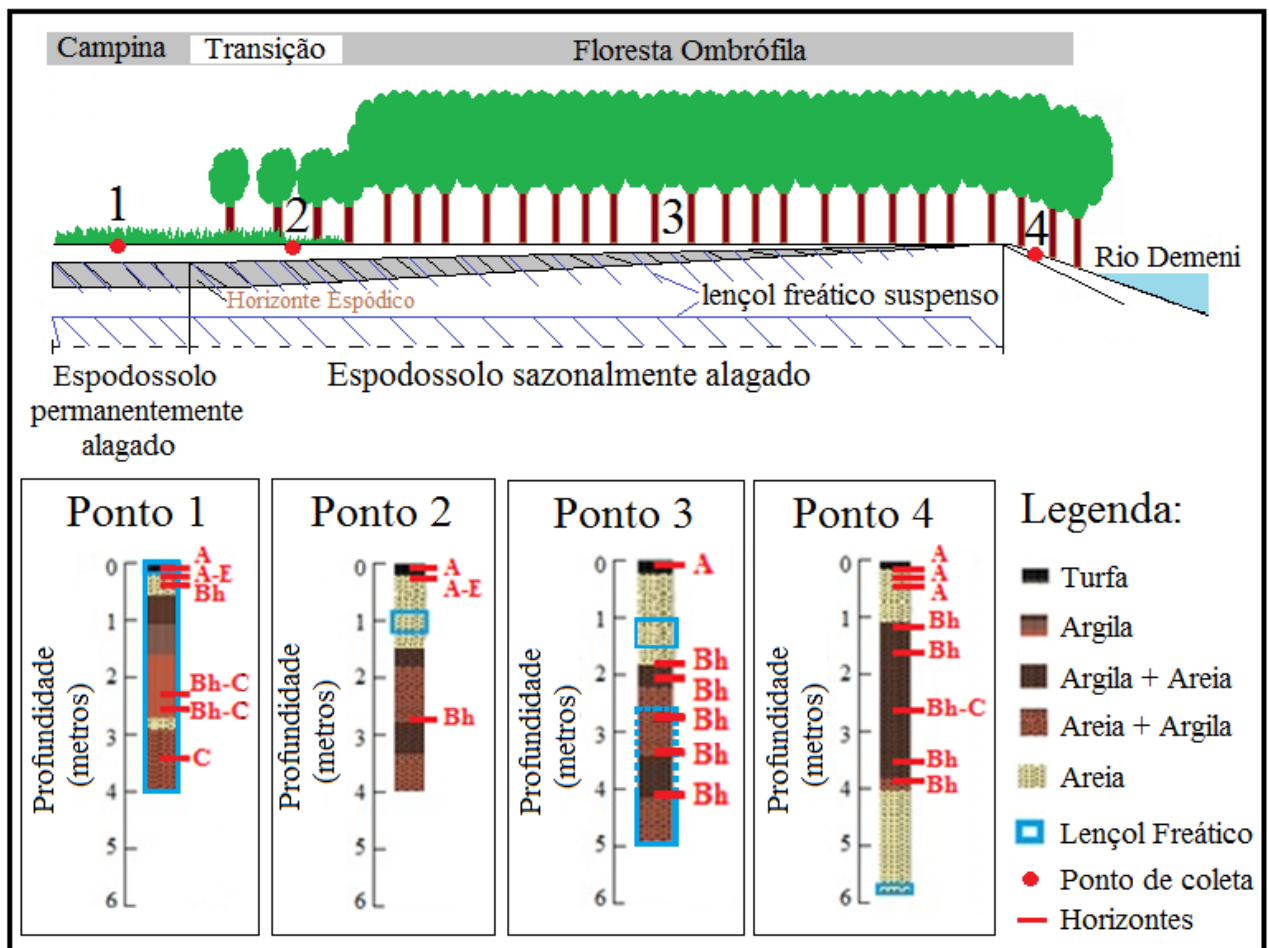 Campina Transição Floresta Ombrófila
1 2 3 4
Rio Demeni
Horizonte Espódico
lençol freático suspenso
Espodossolo
permanentemente
alagado
Espodossolo sazonalmente alagado
Ponto 1
Profundidade
(metros)
0
1
2
3
4
5
6
A
A-E
Bh
Bh-C
Bh-C
C
Ponto 2
Profundidade
(metros)
0
1
2
3
4
5
6
A
A-E
Bh
Ponto 3
Profundidade
(metros)
0
1
2
3
4
5
6
A
Bh
Bh
Bh
Bh
Bh
Ponto 4
Profundidade
(metros)
0
1
2
3
4
5
6
A
A
A
Bh
Bh
Bh-C
Bh
Bh
Legenda:
Turfa
Argila
Argila + Areia
Areia + Argila
Areia
Lençol Freático
Ponto de coleta
Horizontes